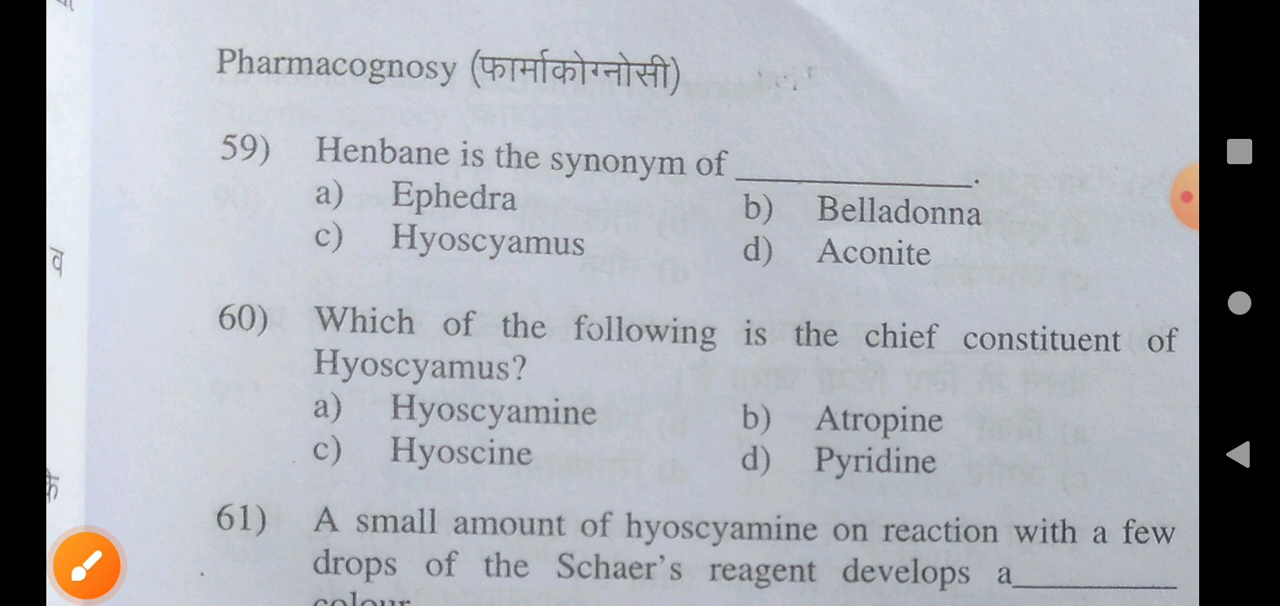 Pharmacognosy (फार्माकोग्नोसी)
59) Henbane is the synonym of ____________.
a) Ephedra b) Belladonna
c) Hyoscyamus d) Aconite
60) Which of the following is the chief constituent of
Hyoscyamus?
a) Hyoscyamine b) Atropine
c) Hyoscine d) Pyridine
61) A small amount of hyoscyamine on reaction with a few
drops of the Schaer's reagent develops a________
colour
व
के